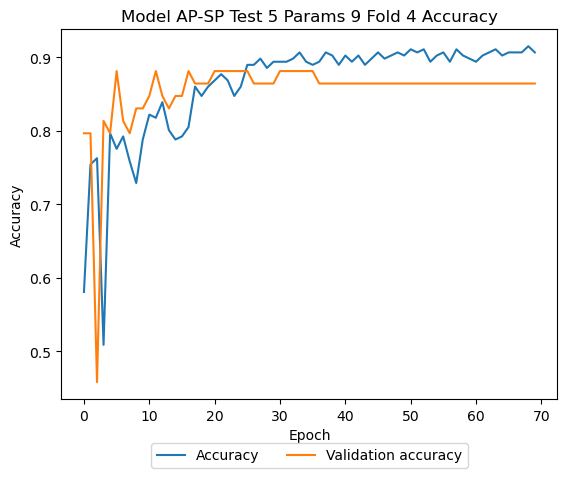 Model AP-SP Test 5 Params 9 Fold 4 Accuracy
0.9
0.8
0.7
0.6
0.5
Accuracy
0 10 20 30 40 50 60 70
Epoch
Accuracy Validation accuracy